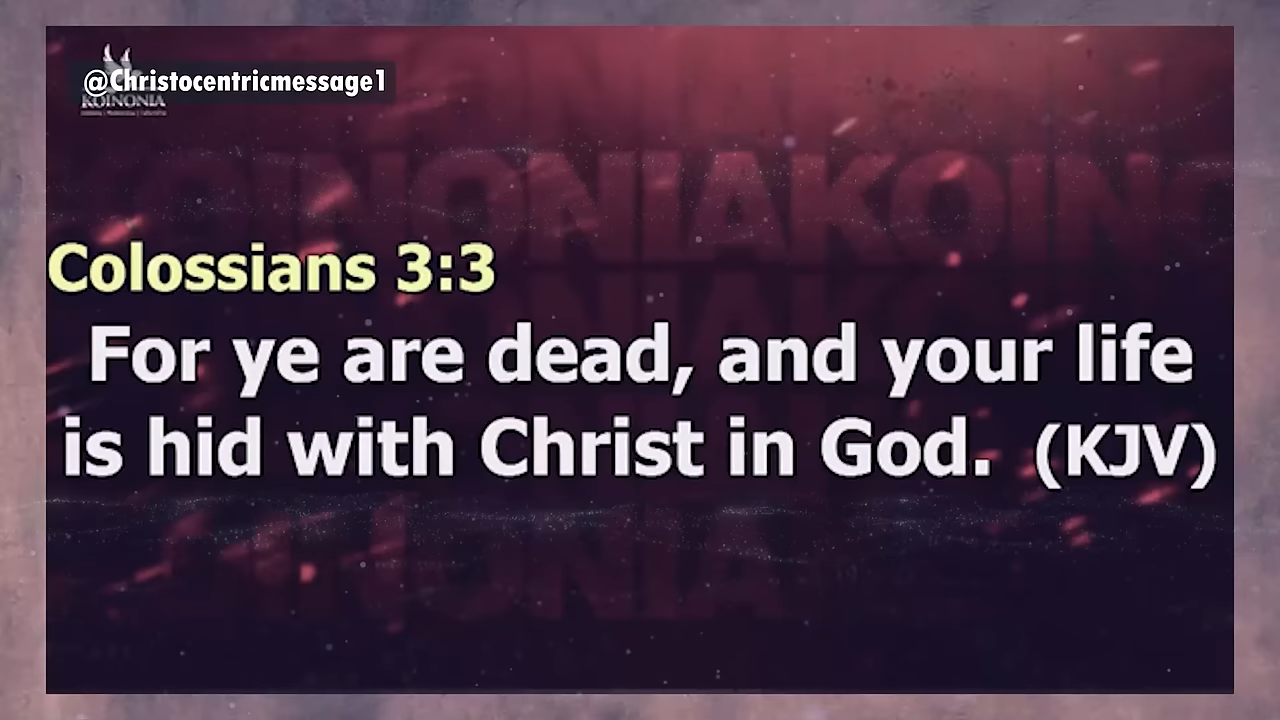 @Christocentricmessage1
KOINONIA
OINONIAKOINO
Colossians 3:3
For ye are dead, and your life
is hid with Christ in God. (KJV)